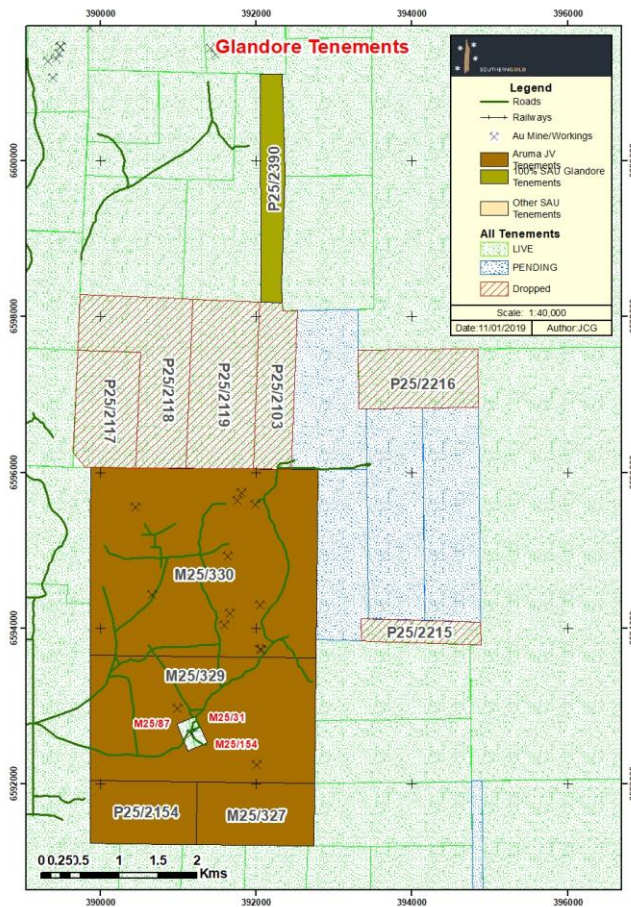 390000
392000
394000
396000
Glandore Tenements
SOUTHERNGOLD
Legend
Roads
Railways
Au Mine/Workings
Aruma JV
Tenements
100% SAU Glandore
Tenements
Other SAU
Tenements
All Tenements
LIVE
PENDING
Dropped
Scale: 1:40,000
Date:11/01/2019
Author:JCG
6600000
P25/2390
6598000
P25/2117
P25/2118
P25/2119
P25/2103
P25/2216
6596000
M25/330
6594000
P25/2215
M25/329
M25/87
M25/31
M25/154
6592000
P25/2154
M25/327
0 0.250.5 1 1.5 2
Kms
390000
392000
394000
396000